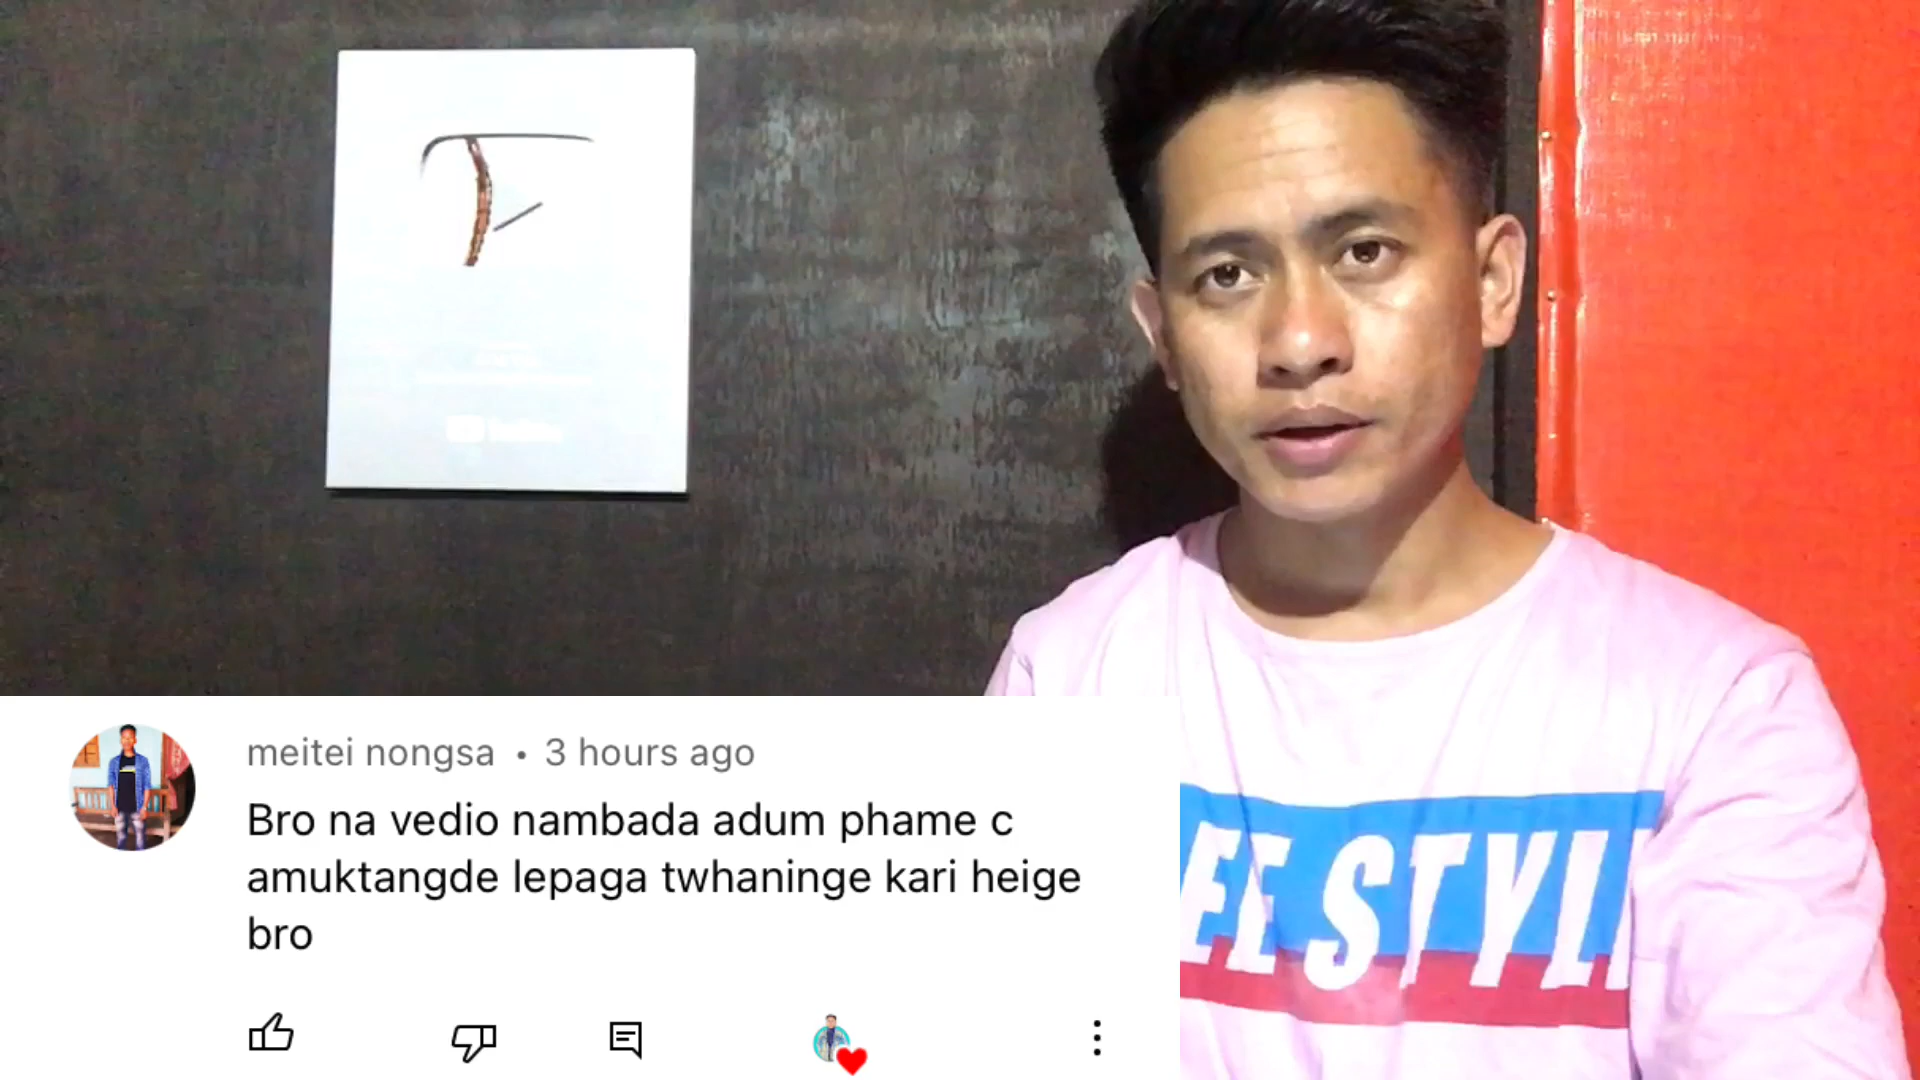 meitei nongsa • 3 hours ago
Bro na vedio nambada adum phame c
amuktangde lepaga twhaninge kari heige
bro
EE STYL